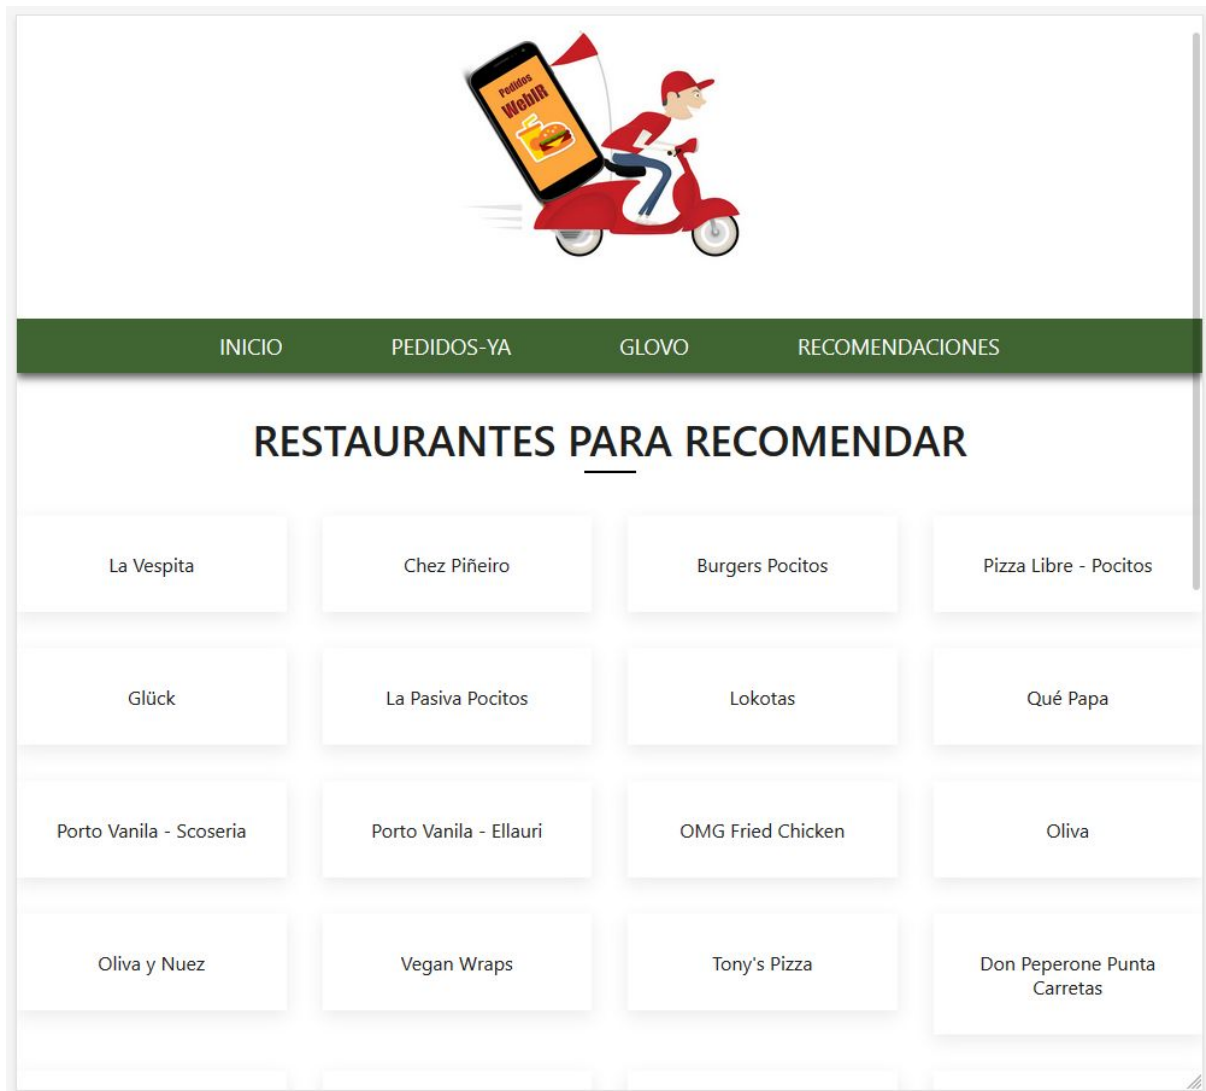 Pedidos
WebIR
INICIO PEDIDOS-YA GLOVO RECOMENDACIONES
RESTAURANTES PARA RECOMENDAR
La Vespita Chez Piñeiro Burgers Pocitos Pizza Libre - Pocitos
Glück La Pasiva Pocitos Lokotas Qué Papa
Porto Vanila - Scoseria Porto Vanila - Ellauri OMG Fried Chicken Oliva
Oliva y Nuez Vegan Wraps Tony's Pizza Don Peperone Punta
Carretas